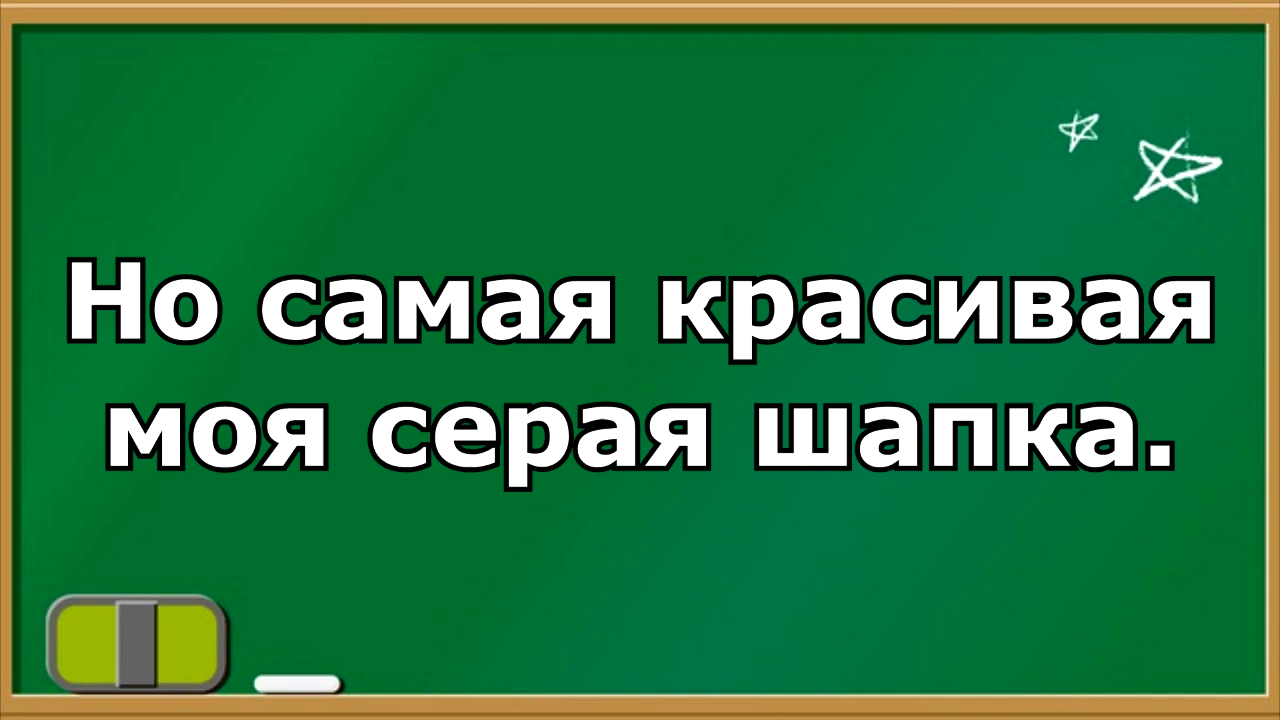 Но самая красивая
моя серая шапка.